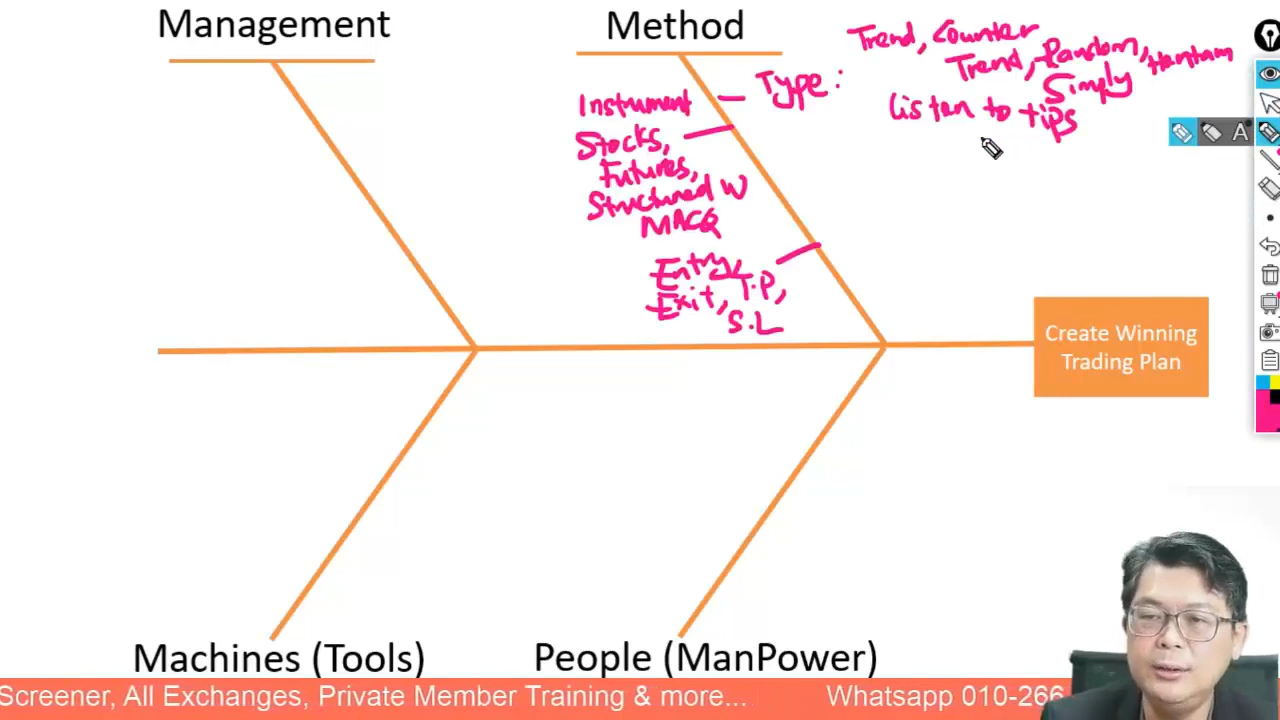 Management
Method
Trend, Counter
Trend, Random,
Simply Hantam
Listen to tips
Type:
Instrument
Stocks,
Futures,
Structured W
MACQ
Entry,
Exit, T.P,
S.L
Create Winning
Trading Plan
Machines (Tools)
People (ManPower)
Screener, All Exchanges, Private Member Training & more... Whatsapp 010-266
A